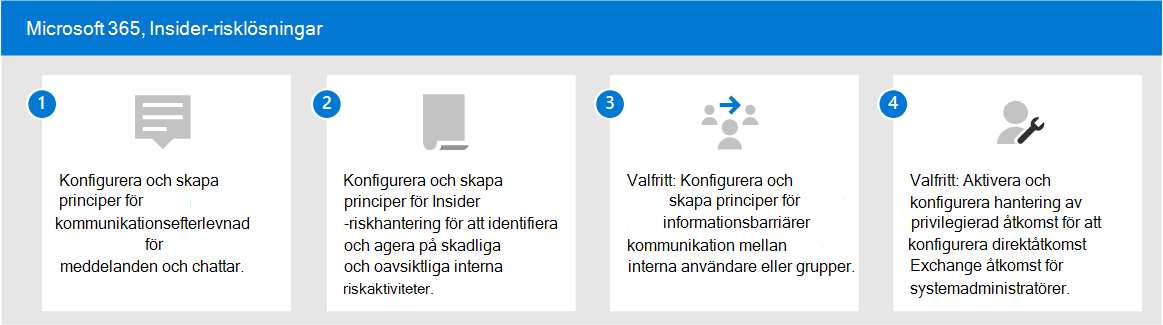 Microsoft 365, Insider-risklösningar
1
Konfigurera och skapa
principer för
kommunikationsefterlevnad
för
meddelanden och chattar.
2
Konfigurera och skapa
principer för Insider
-riskhantering för att identifiera
och agera på skadliga
och oavsiktliga interna
riskaktiviteter.
3
Valfritt: Konfigurera och
skapa principer för
informationsbarriärer
kommunikation mellan
interna användare eller grupper.
4
Valfritt: Aktivera och
konfigurera hantering av
privilegierad åtkomst för att
konfigurera direktåtkomst
Exchange åtkomst för
systemadministratörer.